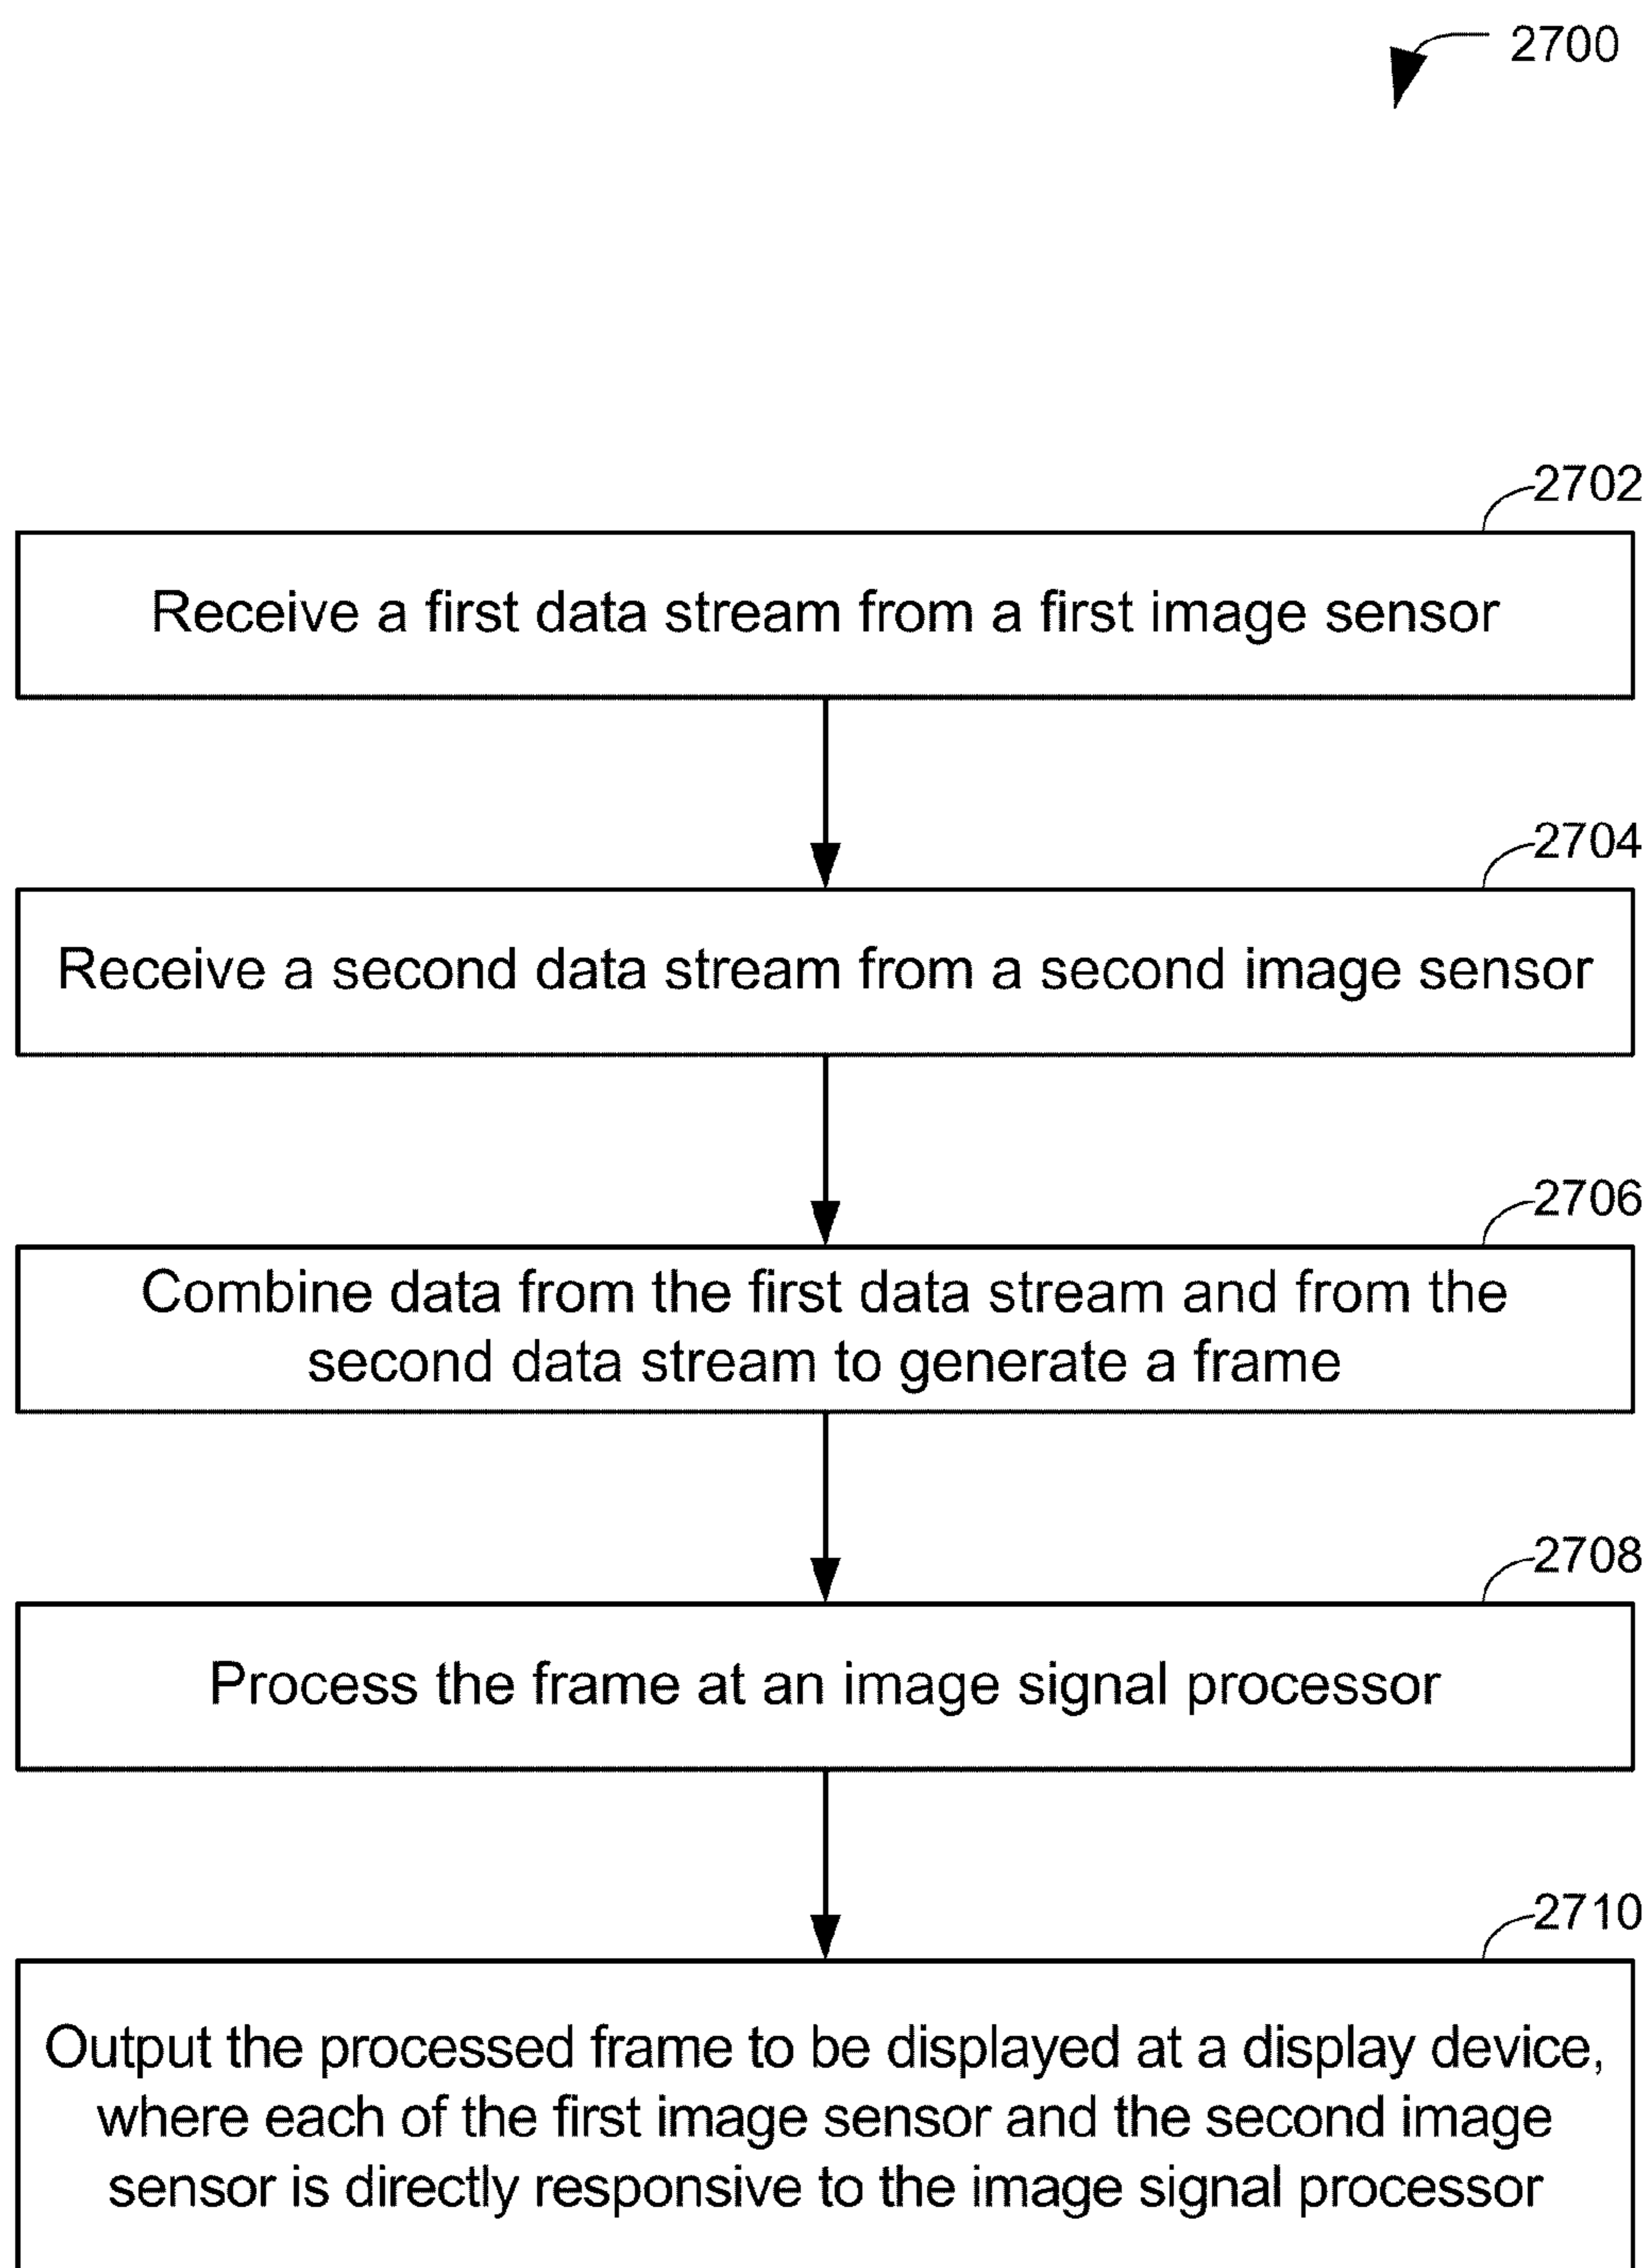 2700
2702
Receive a first data stream from a first image sensor
2704
Receive a second data stream from a second image sensor
2706
Combine data from the first data stream and from the
second data stream to generate a frame
2708
Process the frame at an image signal processor
2710
Output the processed frame to be displayed at a display device,
where each of the first image sensor and the second image
sensor is directly responsive to the image signal processor